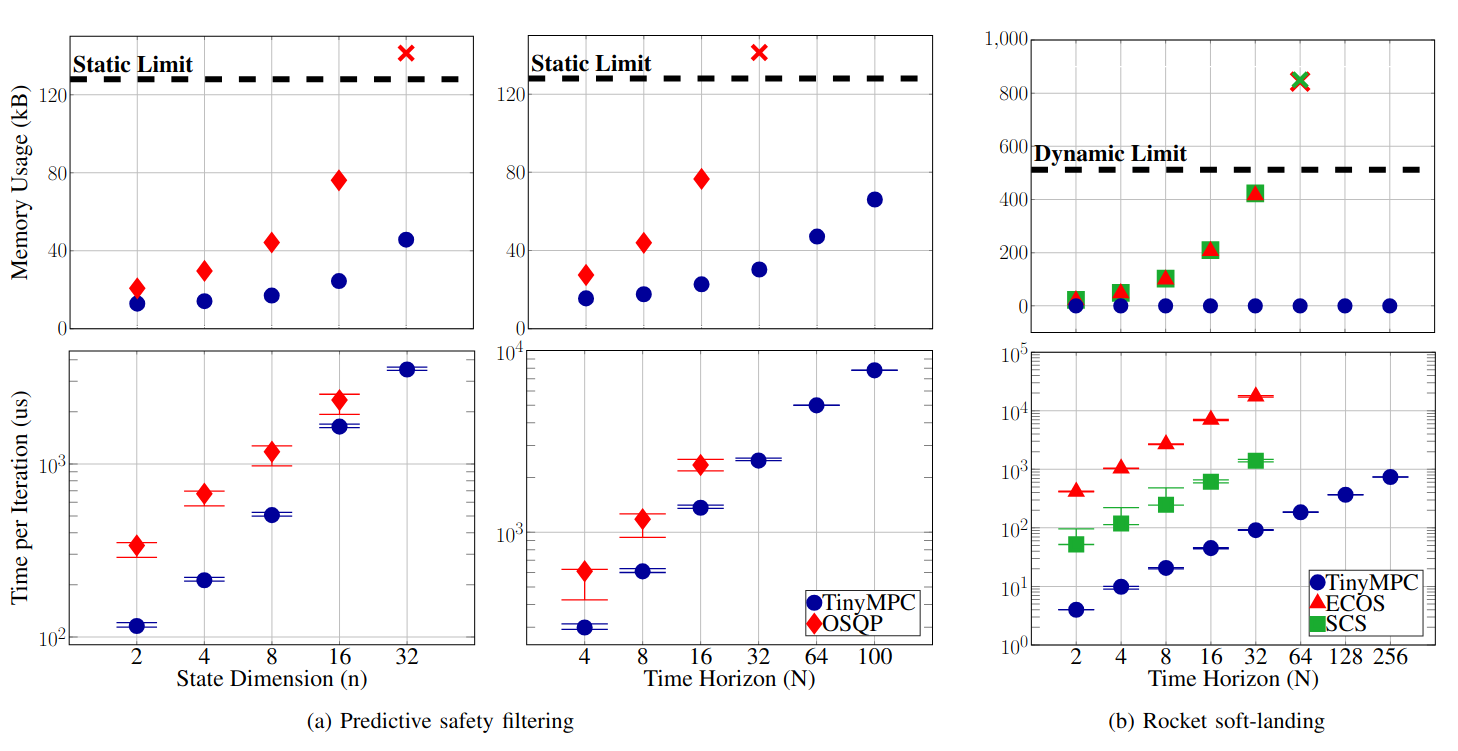 Memory Usage (kB)
120
80
40
0
Static Limit
120
80
40
0
Static Limit
1,000
800
600
400
200
0
Dynamic Limit
Time per Iteration (us)
10^3
10^2
2 4 8 16 32
State Dimension (n)
10^4
10^3
4 8 16 32 64 100
Time Horizon (N)
TinyMPC
OSQP
10^5
10^4
10^3
10^2
10^1
10^0
2 4 8 16 32 64 128 256
Time Horizon (N)
TinyMPC
ECOS
SCS
(a) Predictive safety filtering
(b) Rocket soft-landing